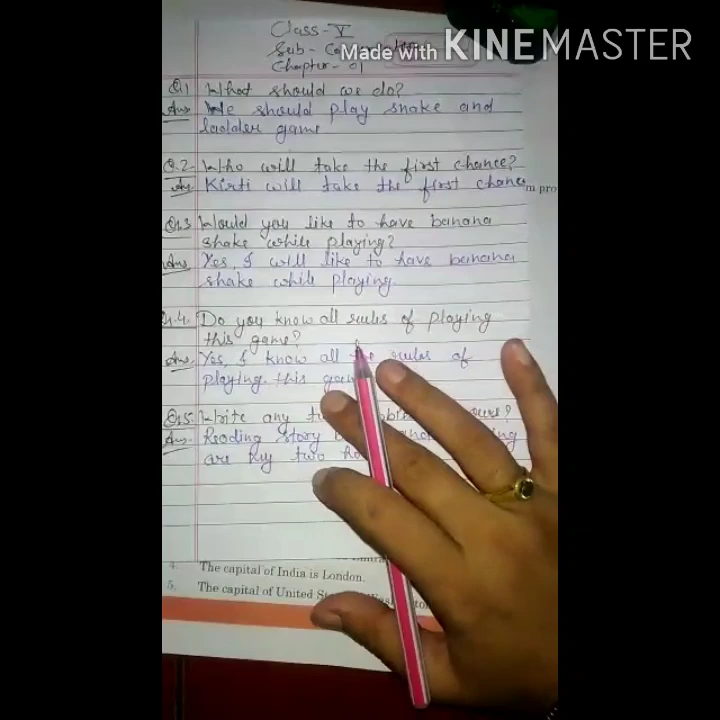 Class-V
Made with KINEMASTER
Sub-
Chapter-01
Q.1 What should we do?
Ans We should play snake and
ladder game
Q.2- Who will take the first chance?
Ans Kirti will take the first chance
m pro
Q.3 Would you like to have banana
shake while playing?
Ans Yes, I will like to have banana
shake while playing.
Q.4. Do you know all rules of playing
this game?
Ans. Yes, I know all the rules of
playing this
Q.5. Write any
Ans. Reading story
are my two
4. The capital of India is London.
5. The capital of United